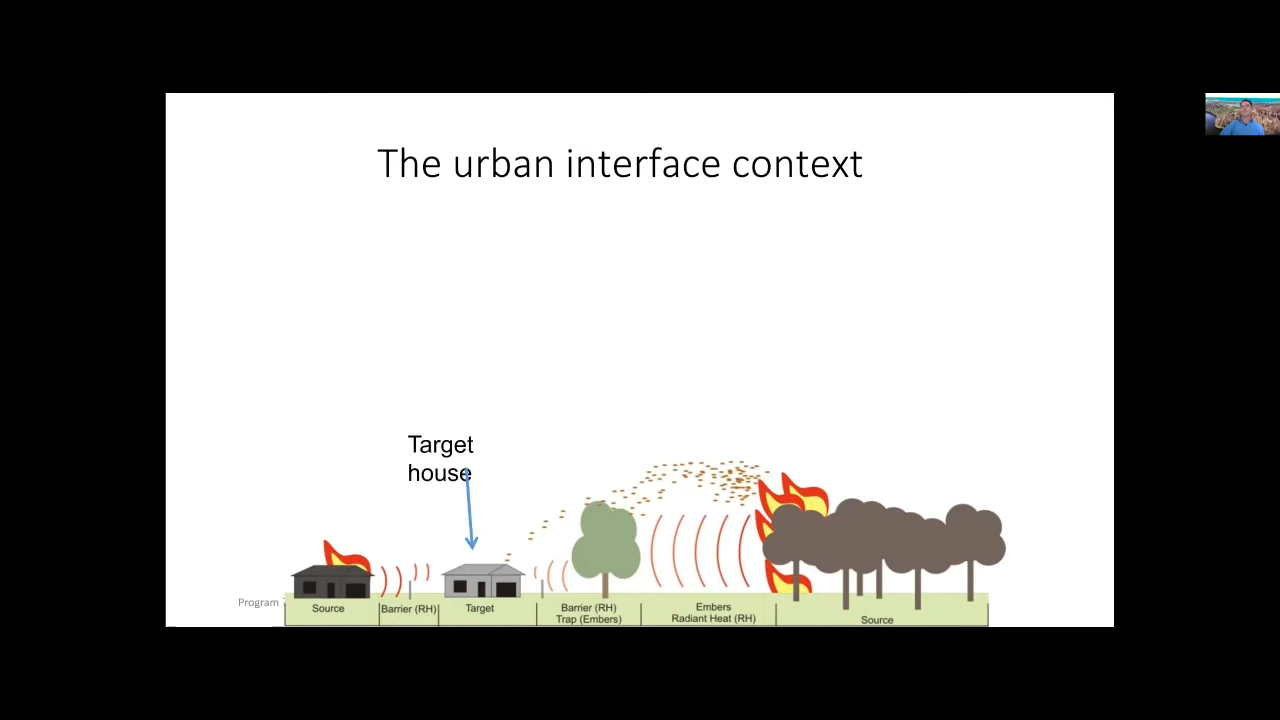 The urban interface context
Target
house
Program
Source
Barrier (RH)
Target
Barrier (RH)
Trap (Embers)
Embers
Radiant Heat (RH)
Source